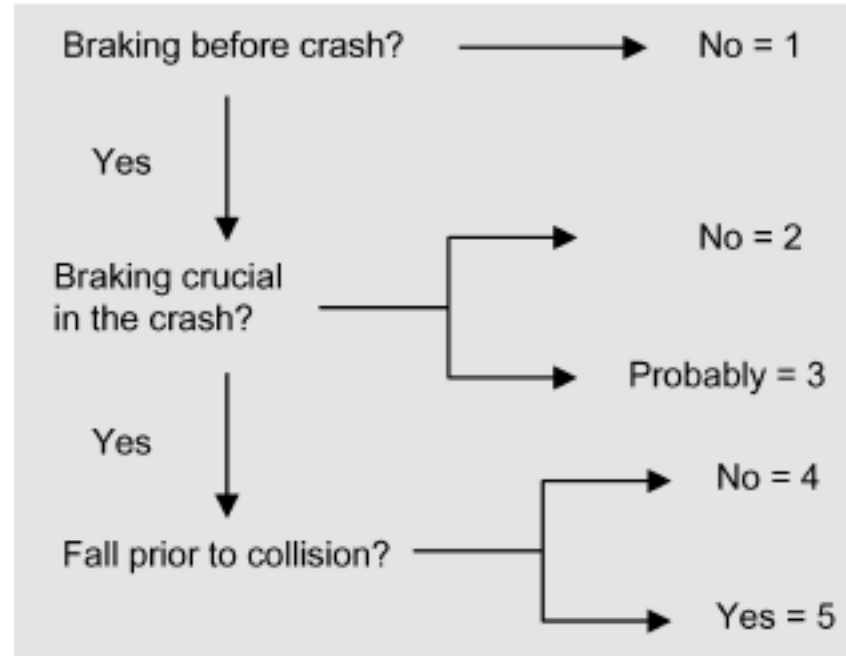 Braking before crash?
No = 1
Yes
No = 2
Braking crucial
in the crash?
Probably = 3
Yes
No = 4
Fall prior to collision?
Yes = 5